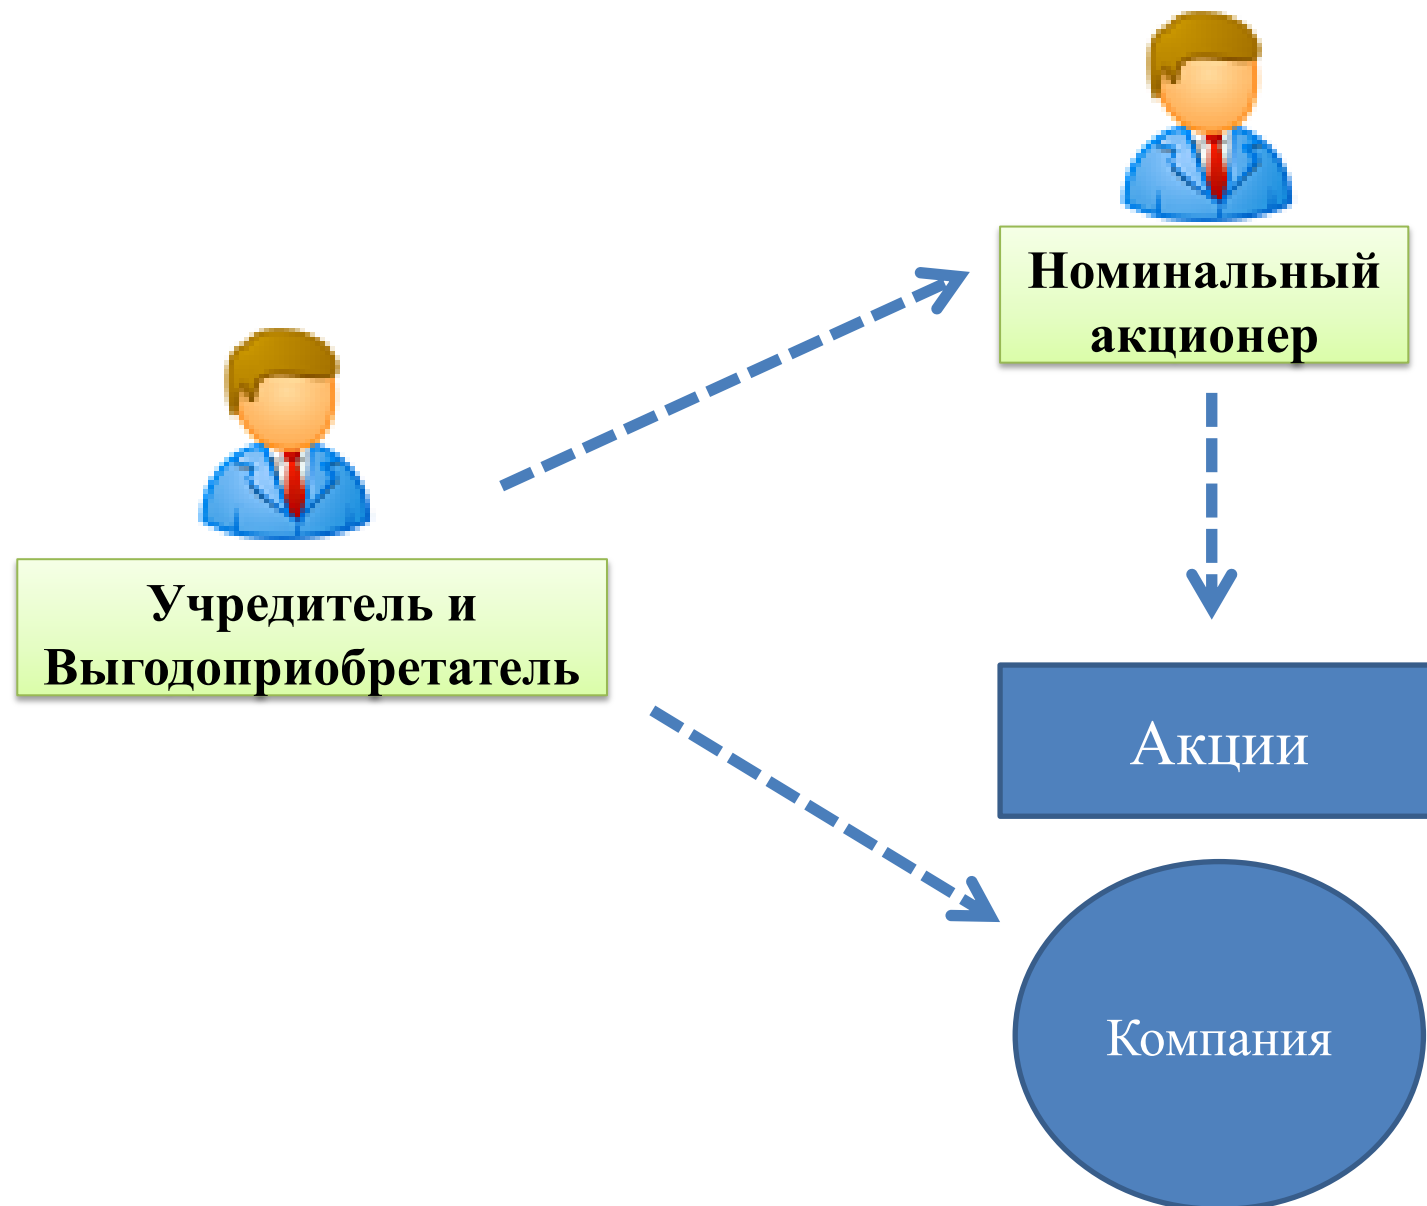 Номинальный
акционер
Учредитель и
Выгодоприобретатель
Акции
Компания